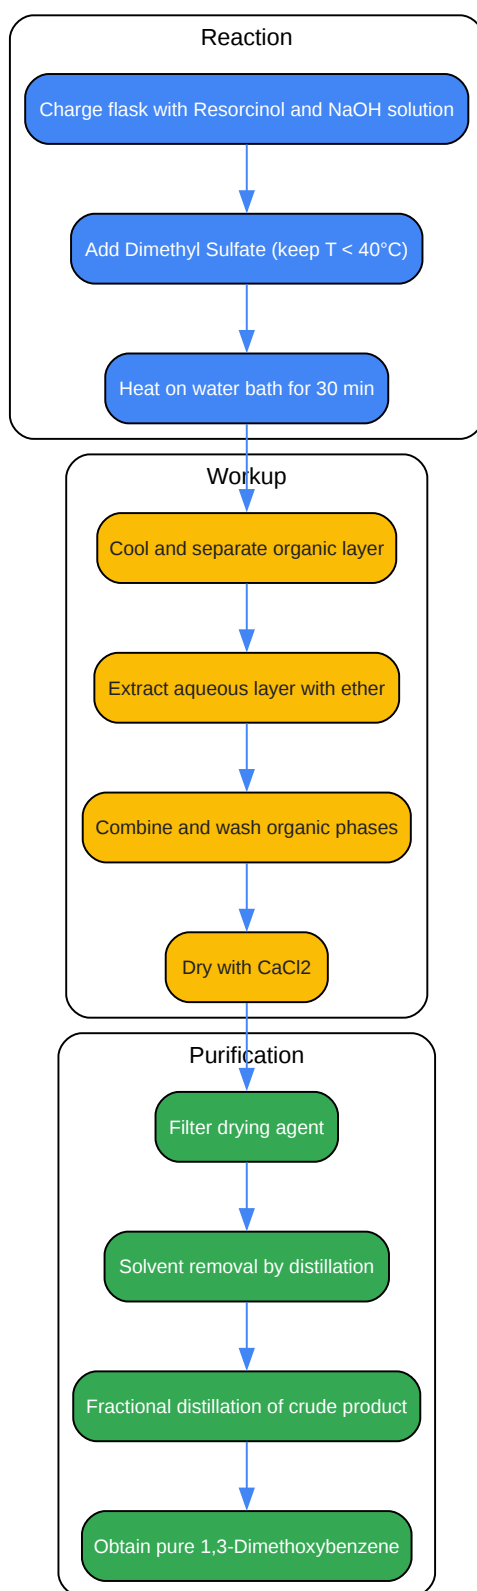 Reaction
Charge flask with Resorcinol and NaOH solution
Add Dimethyl Sulfate (keep T < 40°C)
Heat on water bath for 30 min
Workup
Cool and separate organic layer
Extract aqueous layer with ether
Combine and wash organic phases
Dry with CaCl2
Purification
Filter drying agent
Solvent removal by distillation
Fractional distillation of crude product
Obtain pure 1,3-Dimethoxybenzene